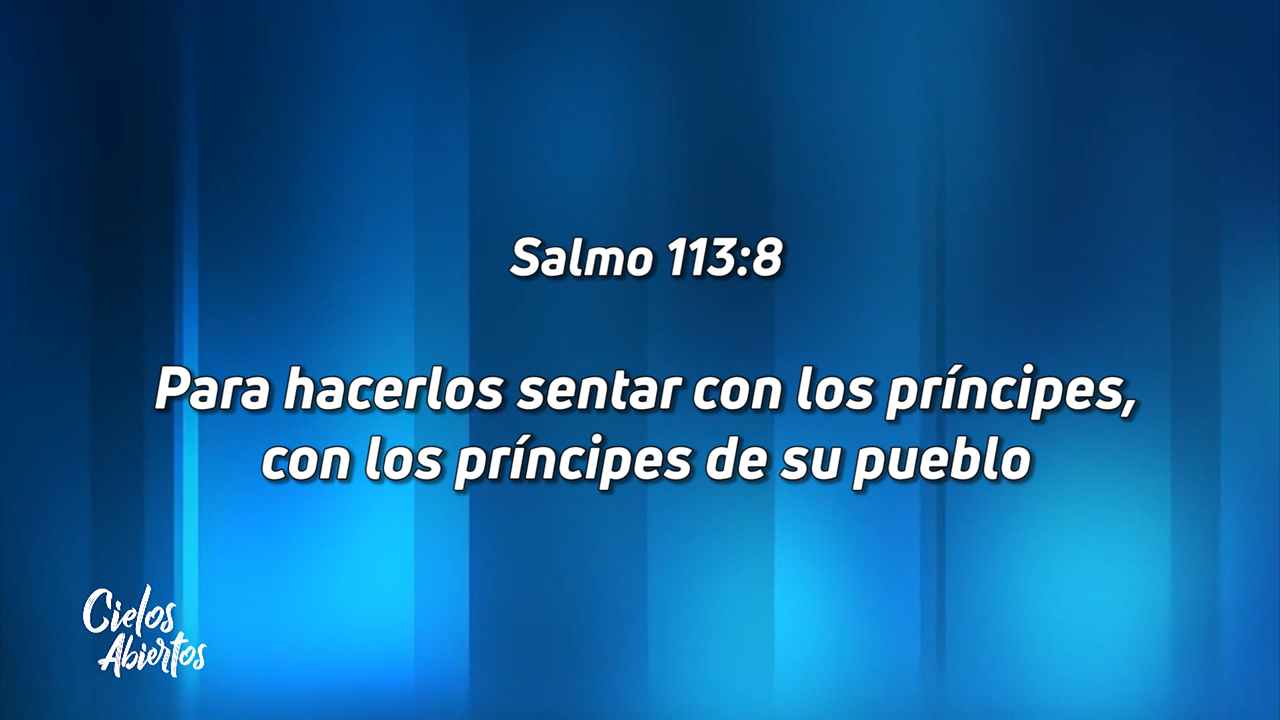 Salmo 113:8
Para hacerlos sentar con los príncipes,
con los príncipes de su pueblo
Cielos
Abiertos